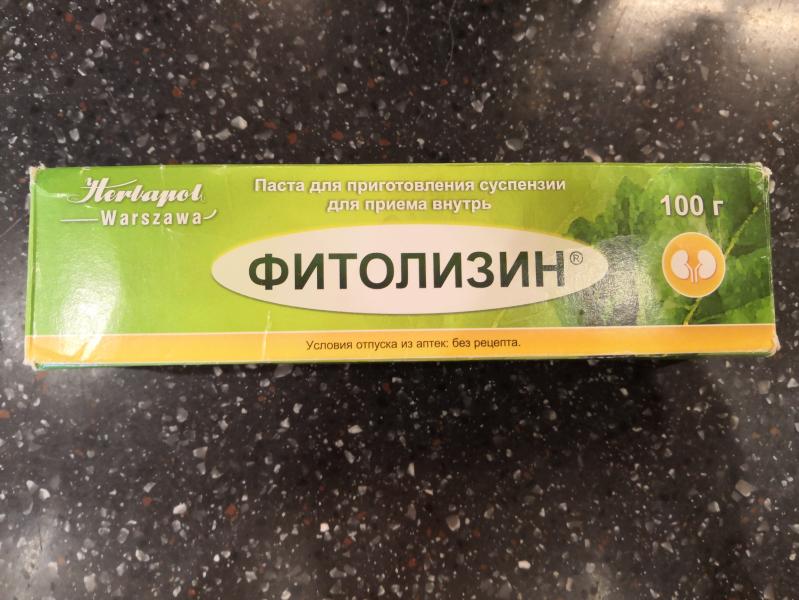 Herbapol
Warszawa
Паста для приготовления суспензии
для приема внутрь
100 г
ФИТОЛИЗИН®
Условия отпуска из аптек: без рецепта.